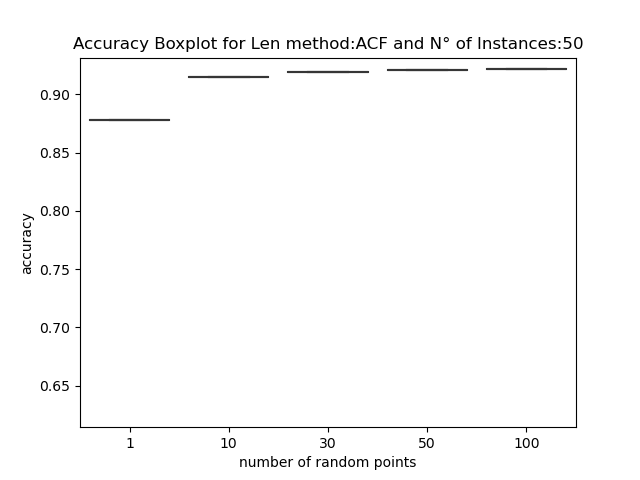 Accuracy Boxplot for Len method:ACF and N° of Instances:50
0.90
0.85
0.80
0.75
0.70
0.65
accuracy
1 10 30 50 100
number of random points